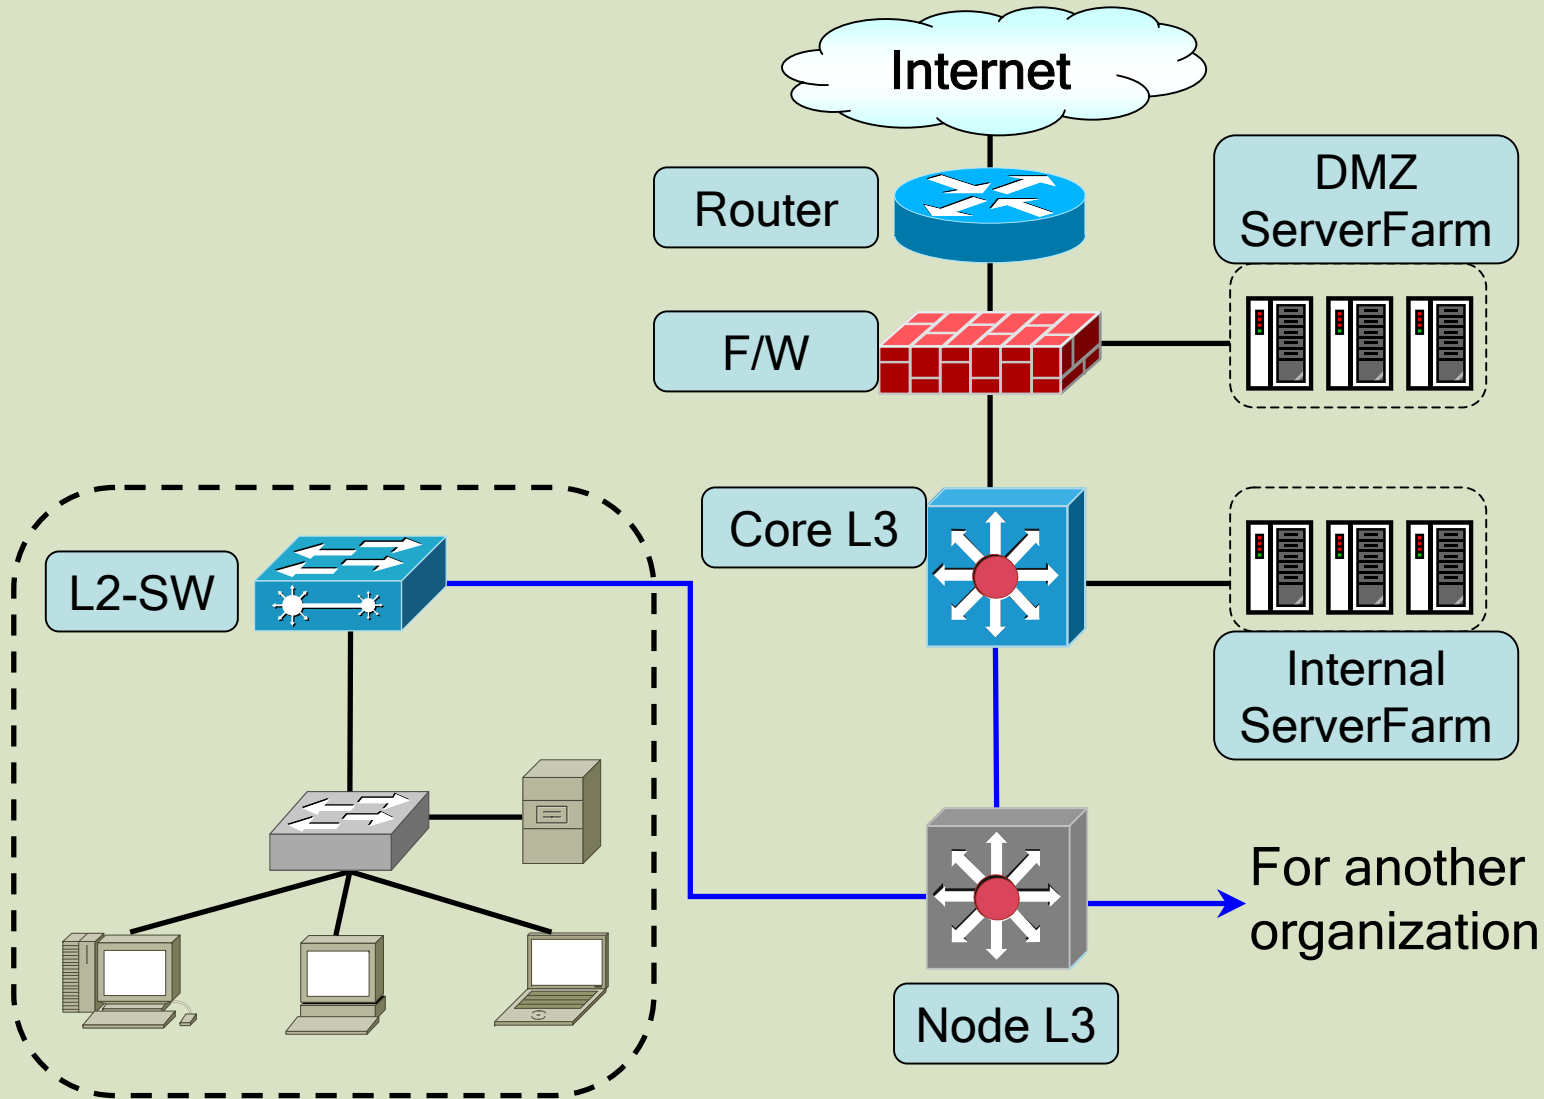 Internet
Router
DMZ
ServerFarm
F/W
Core L3
L2-SW
Internal
ServerFarm
For another
organization
Node L3